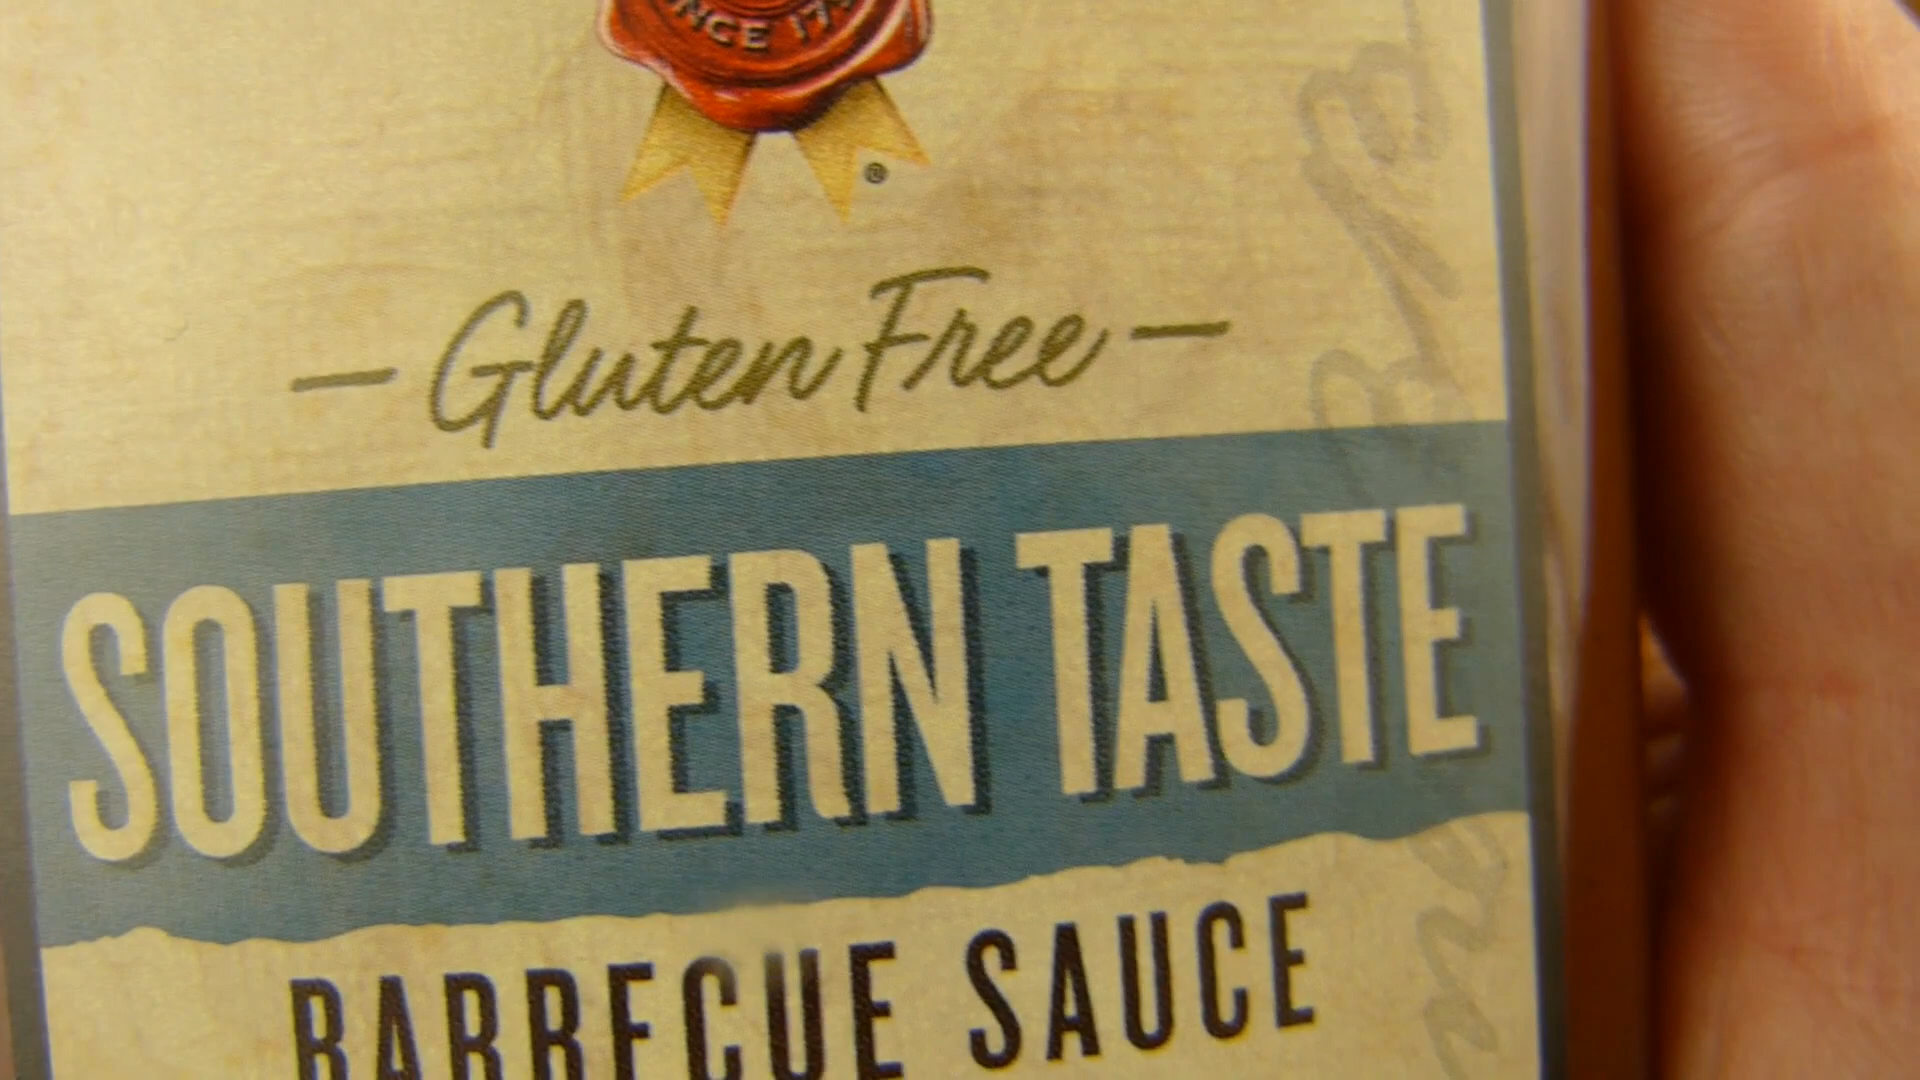 — Gluten Free —
SOUTHERN TASTE
BARBECUE SAUCE